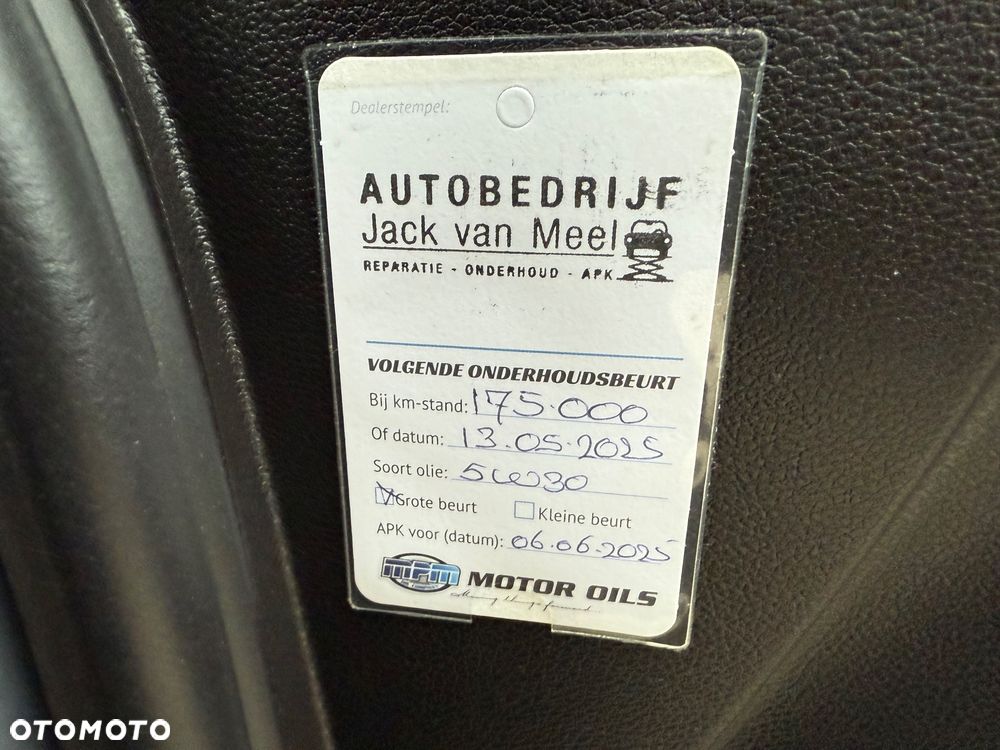 Dealerstempel:
AUTOBEDRIJF
Jack van Meel
REPARATIE - ONDERHOUD - APK
VOLGENDE ONDERHOUDSBEURT
Bij km-stand: 175.000
Of datum: 13.05.2025
Soort olie: 5W30
Grote beurt Kleine beurt
APK voor (datum): 06.06.2025
MPM MOTOR OILS
OTOMOTO